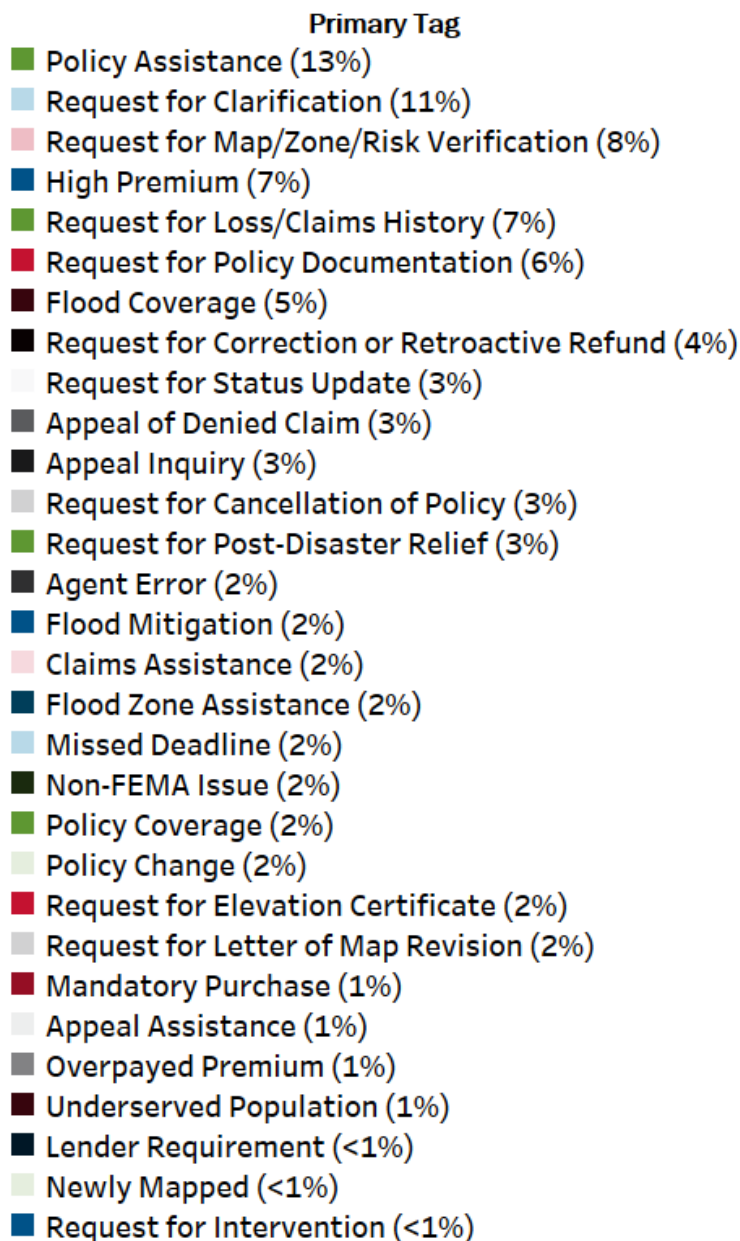 Primary Tag
Policy Assistance (13%)
Request for Clarification (11%)
Request for Map/Zone/Risk Verification (8%)
High Premium (7%)
Request for Loss/Claims History (7%)
Request for Policy Documentation (6%)
Flood Coverage (5%)
Request for Correction or Retroactive Refund (4%)
Request for Status Update (3%)
Appeal of Denied Claim (3%)
Appeal Inquiry (3%)
Request for Cancellation of Policy (3%)
Request for Post-Disaster Relief (3%)
Agent Error (2%)
Flood Mitigation (2%)
Claims Assistance (2%)
Flood Zone Assistance (2%)
Missed Deadline (2%)
Non-FEMA Issue (2%)
Policy Coverage (2%)
Policy Change (2%)
Request for Elevation Certificate (2%)
Request for Letter of Map Revision (2%)
Mandatory Purchase (1%)
Appeal Assistance (1%)
Overpayed Premium (1%)
Underserved Population (1%)
Lender Requirement (<1%)
Newly Mapped (<1%)
Request for Intervention (<1%)